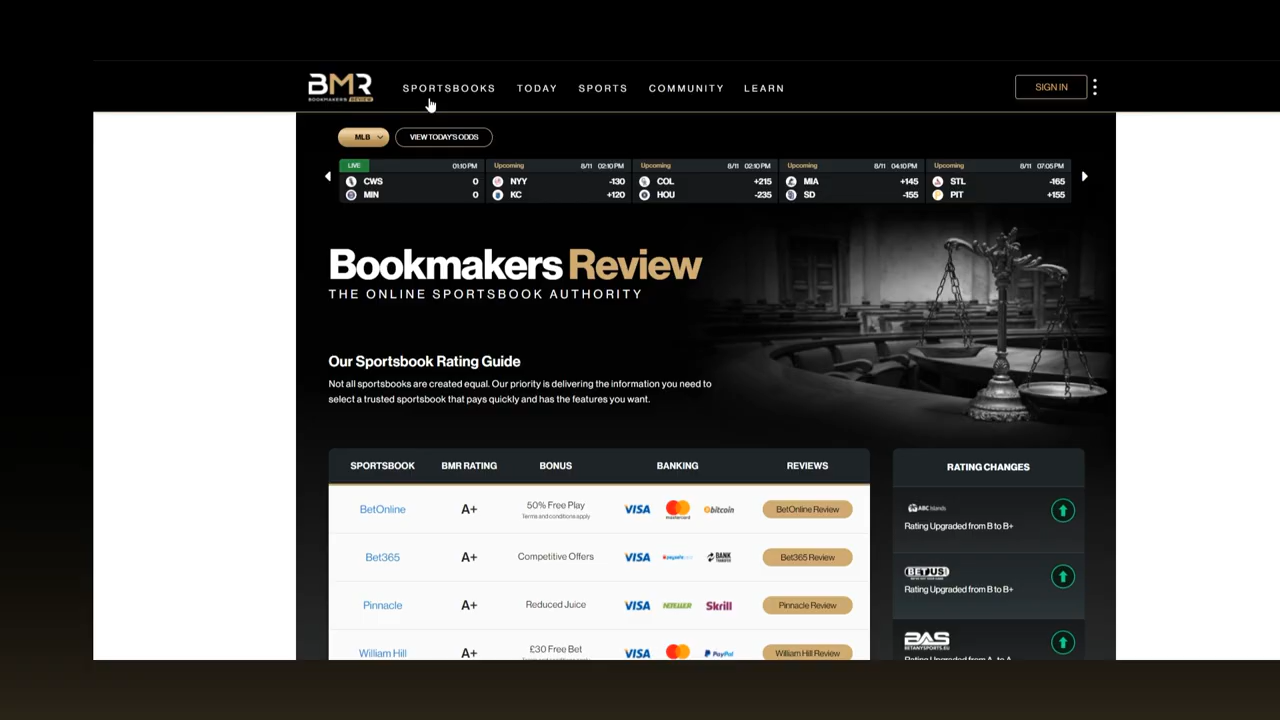 BMR
BOOKMAKERS REVIEW
SPORTSBOOKS TODAY SPORTS COMMUNITY LEARN
SIGN IN
MLB VIEW TODAY'S ODDS
LIVE 01:10 PM
CWS 0
MIN 0
Upcoming 8/11 02:10 PM
NYY -130
KC +120
Upcoming 8/11 02:10 PM
COL +215
HOU -235
Upcoming 8/11 04:10 PM
MIA +145
SD -155
Upcoming 8/11 07:05 PM
STL -165
PIT +155
Bookmakers Review
THE ONLINE SPORTSBOOK AUTHORITY
Our Sportsbook Rating Guide
Not all sportsbooks are created equal. Our priority is delivering the information you need to
select a trusted sportsbook that pays quickly and has the features you want.
SPORTSBOOK BMR RATING BONUS BANKING REVIEWS
BetOnline A+ 50% Free Play VISA mastercard bitcoin BetOnline Review
Terms and conditions apply
Bet365 A+ Competitive Offers VISA BANK TRANSFER Bet365 Review
Pinnacle A+ Reduced Juice VISA NETELLER Skrill Pinnacle Review
William Hill A+ £30 Free Bet VISA PayPal William Hill Review
RATING CHANGES
ABC Islands
Rating Upgraded from B to B+
BETUS
Rating Upgraded from B to B+
BAS
BETANYSPORTS.EU